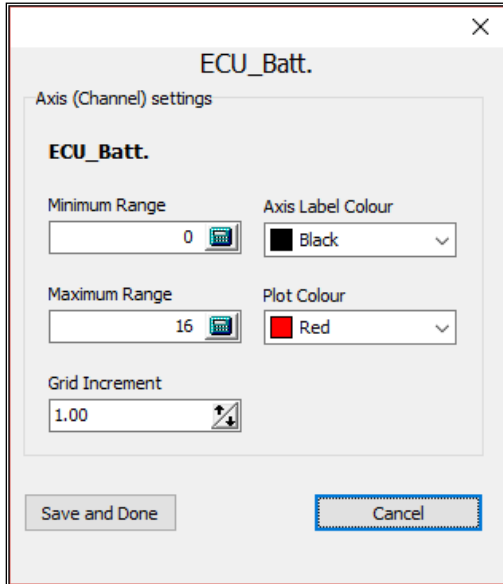 ECU_Batt.
Axis (Channel) settings
ECU_Batt.
Minimum Range
Axis Label Colour
0
Black
Maximum Range
Plot Colour
16
Red
Grid Increment
1.00
Save and Done
Cancel